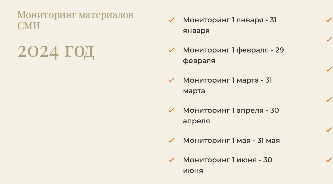 Мониторинг материалов
СМИ
2024 год
Мониторинг 1 января - 31
января
Мониторинг 1 февраля - 29
февраля
Мониторинг 1 марта - 31
марта
Мониторинг 1 апреля - 30
апреля
Мониторинг 1 мая - 31 мая
Мониторинг 1 июня - 30
июня